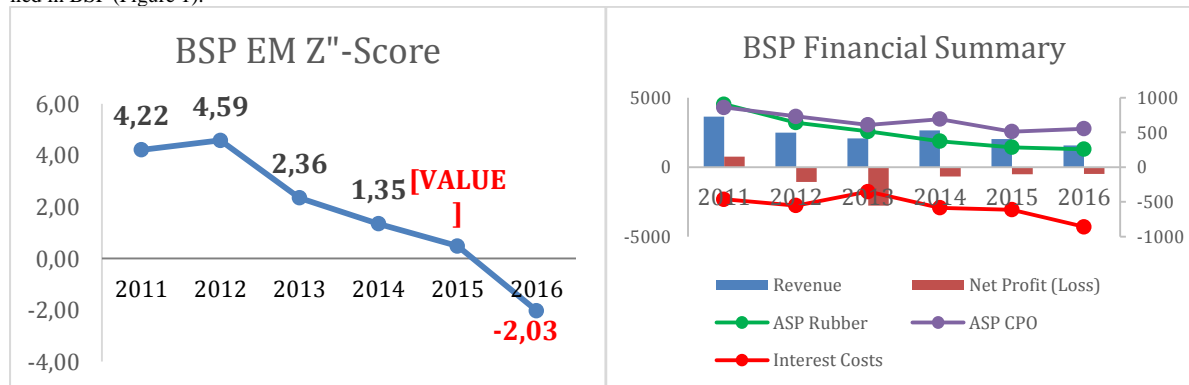 BSP (Figure 1).
BSP EM Z"-Score
6,00
4,00
2,00
0,00
-2,00
-4,00
4,22
4,59
2,36
1,35
[VALUE
]
-2,03
2011 2012 2013 2014 2015 2016
BSP Financial Summary
5000
0
-5000
1000
500
0
-500
-1000
2011 2012 2013 2014 2015 2016
Revenue
Net Profit (Loss)
ASP Rubber
ASP CPO
Interest Costs